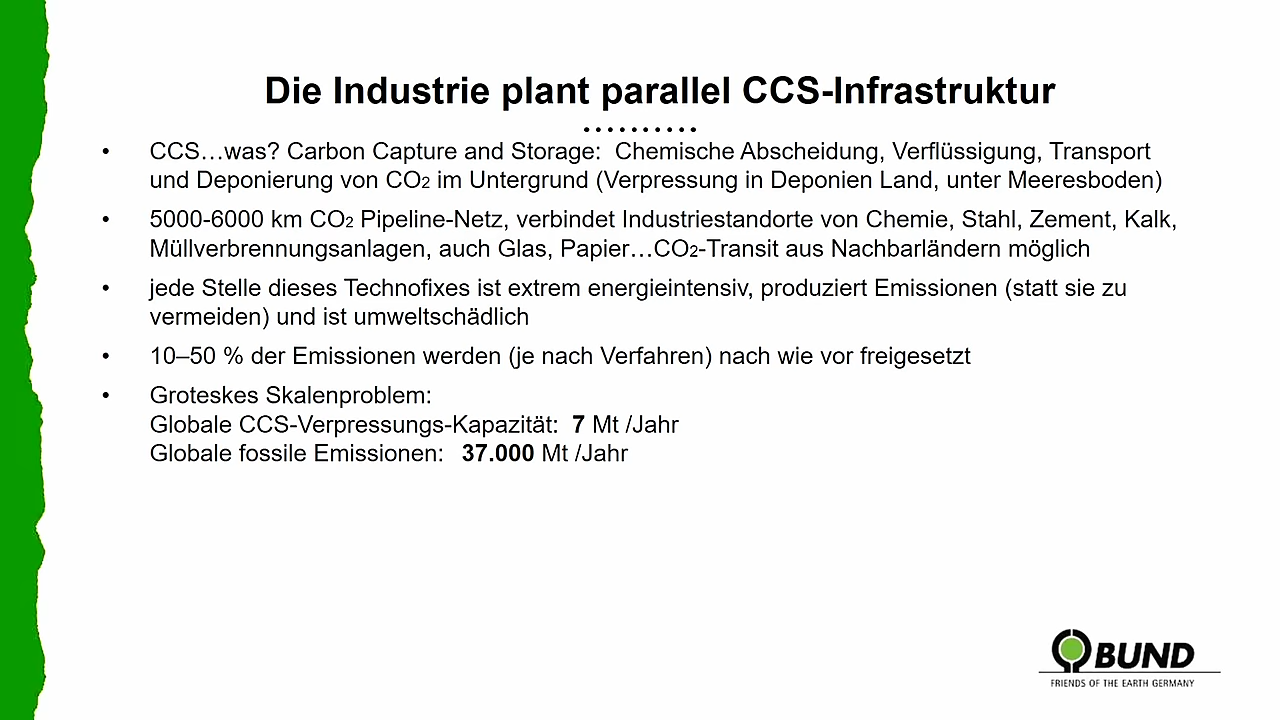 Die Industrie plant parallel CCS-Infrastruktur
• CCS…was? Carbon Capture and Storage: Chemische Abscheidung, Verflüssigung, Transport
und Deponierung von CO2 im Untergrund (Verpressung in Deponien Land, unter Meeresboden)
• 5000-6000 km CO2 Pipeline-Netz, verbindet Industriestandorte von Chemie, Stahl, Zement, Kalk,
Müllverbrennungsanlagen, auch Glas, Papier…CO2-Transit aus Nachbarländern möglich
• jede Stelle dieses Technofixes ist extrem energieintensiv, produziert Emissionen (statt sie zu
vermeiden) und ist umweltschädlich
• 10–50 % der Emissionen werden (je nach Verfahren) nach wie vor freigesetzt
• Groteskes Skalenproblem:
Globale CCS-Verpressungs-Kapazität: 7 Mt /Jahr
Globale fossile Emissionen: 37.000 Mt /Jahr
BUND
FRIENDS OF THE EARTH GERMANY